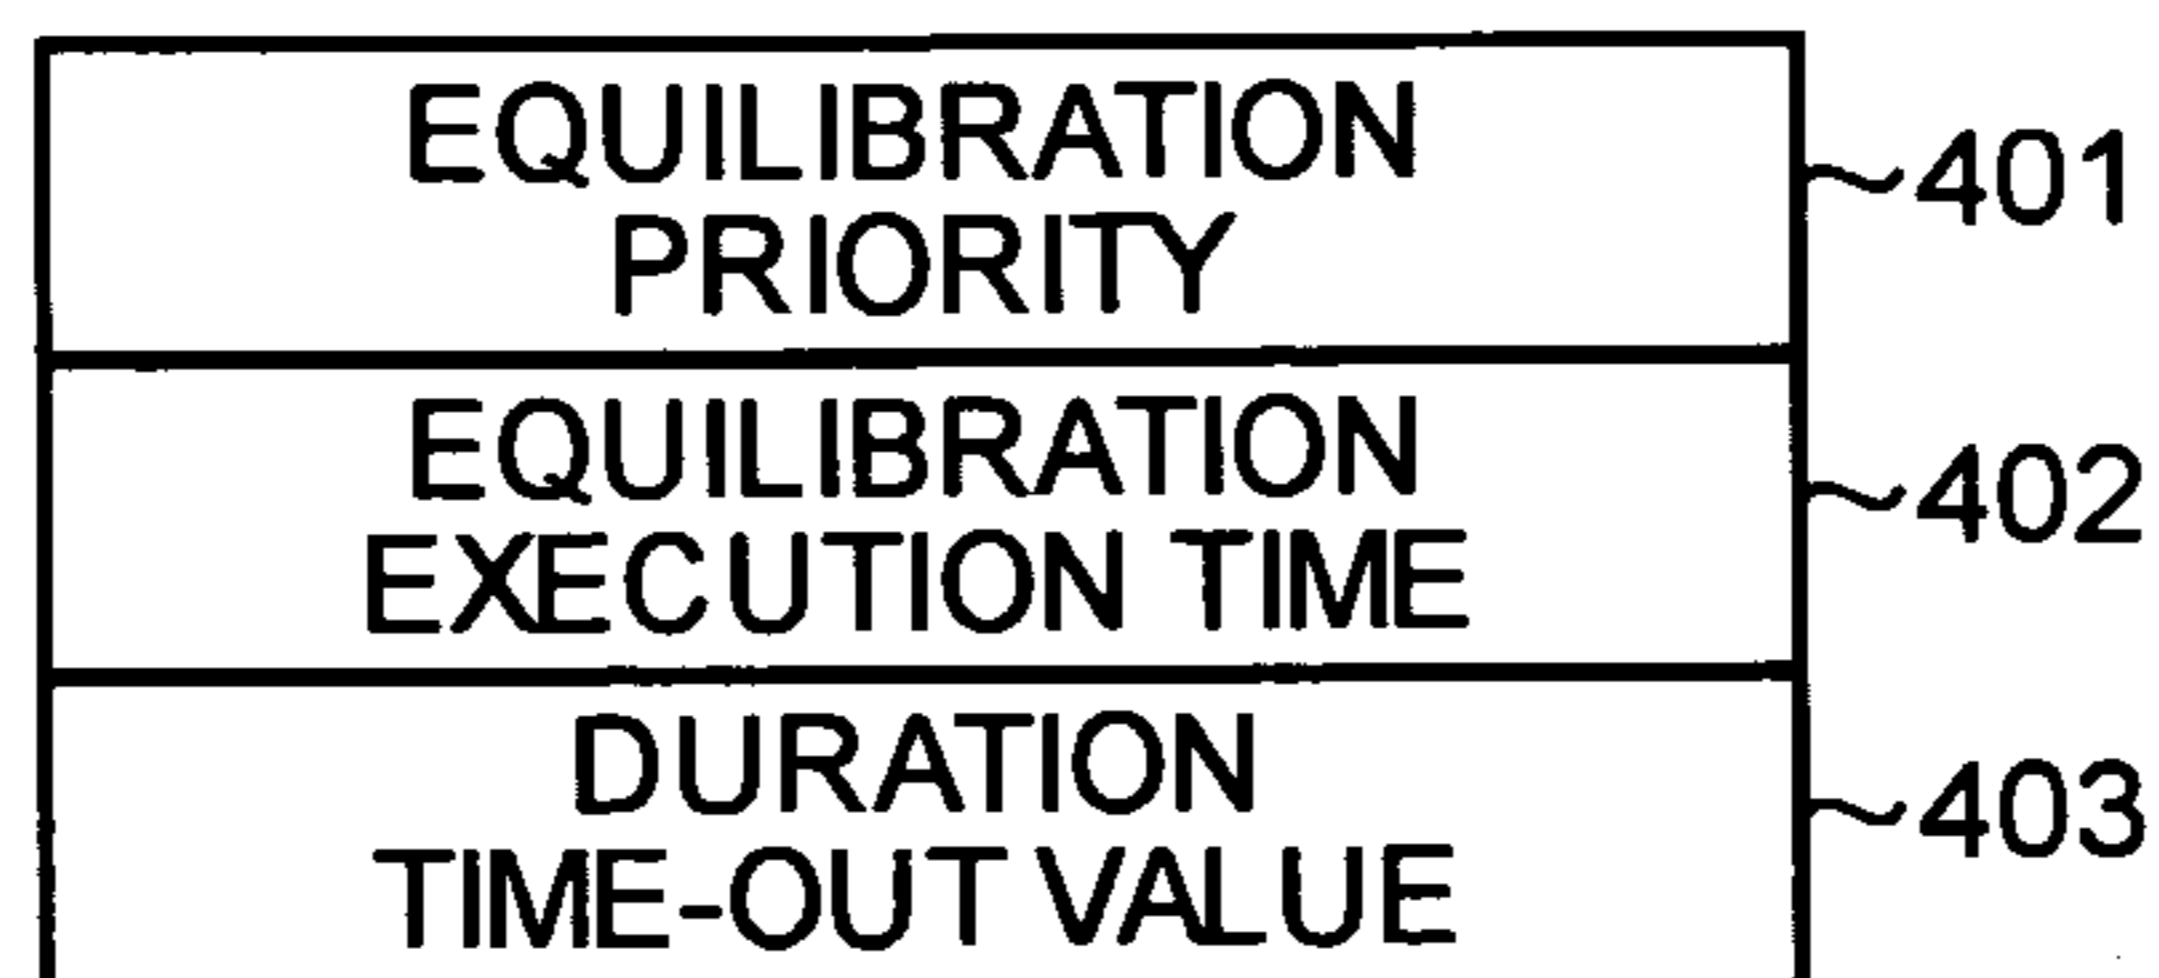 EQUILIBRATION
PRIORITY
401
EQUILIBRATION
EXECUTION TIME
402
DURATION
TIME-OUT VALUE
403